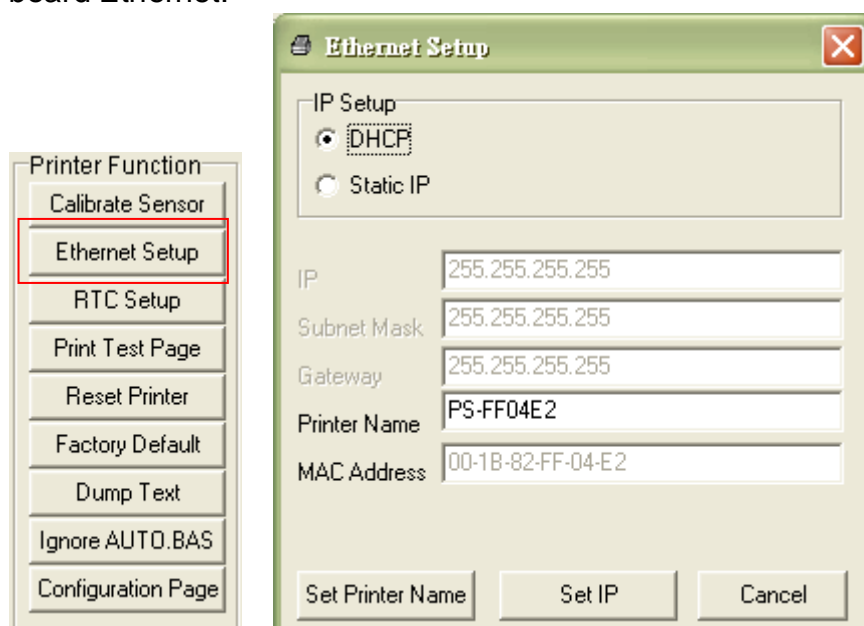 board Ethernet.
Printer Function
Calibrate Sensor
Ethernet Setup
RTC Setup
Print Test Page
Reset Printer
Factory Default
Dump Text
Ignore AUTO.BAS
Configuration Page
Ethernet Setup
IP Setup
DHCP
Static IP
IP 255.255.255.255
Subnet Mask 255.255.255.255
Gateway 255.255.255.255
Printer Name PS-FF04E2
MAC Address 00-1B-82-FF-04-E2
Set Printer Name Set IP Cancel